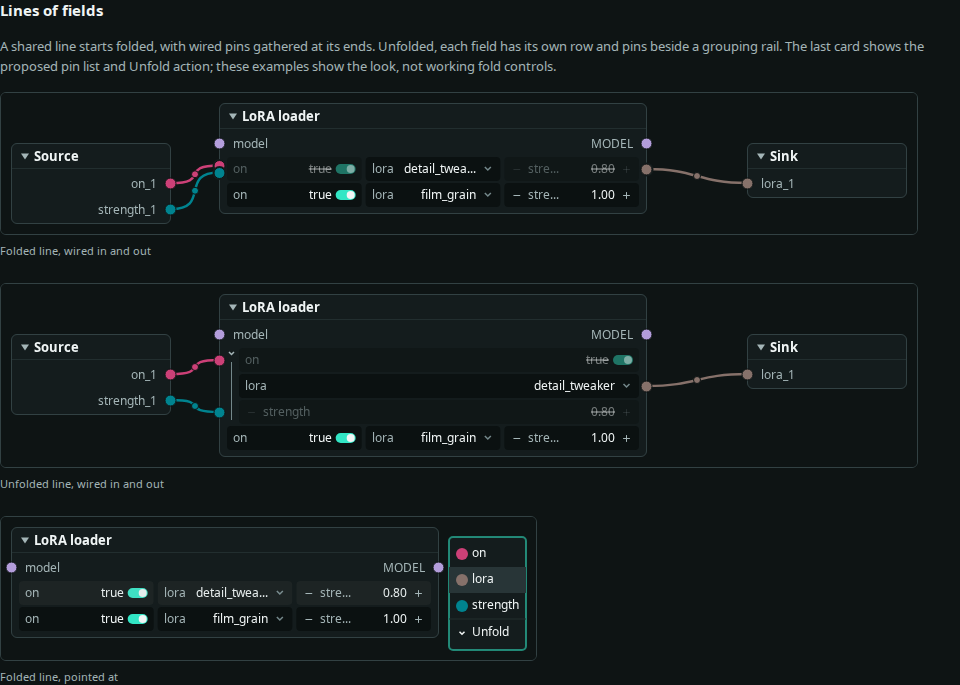 Lines of fields
A shared line starts folded, with wired pins gathered at its ends. Unfolded, each field has its own row and pins beside a grouping rail. The last card shows the
proposed pin list and Unfold action; these examples show the look, not working fold controls.
LoRA loader
model MODEL
Source
Sink
on true lora detail_twea... stre... 0.80
on_1
lora_1
on true lora film_grain stre... 1.00
strength_1
Folded line, wired in and out
LoRA loader
model MODEL
Source
Sink
on true
on_1
lora_1
lora detail_tweaker
strength_1
strength 0.80
on true lora film_grain stre... 1.00
Unfolded line, wired in and out
LoRA loader
model MODEL
on true lora detail_twea... stre... 0.80
on true lora film_grain stre... 1.00
on
lora
strength
Unfold
Folded line, pointed at